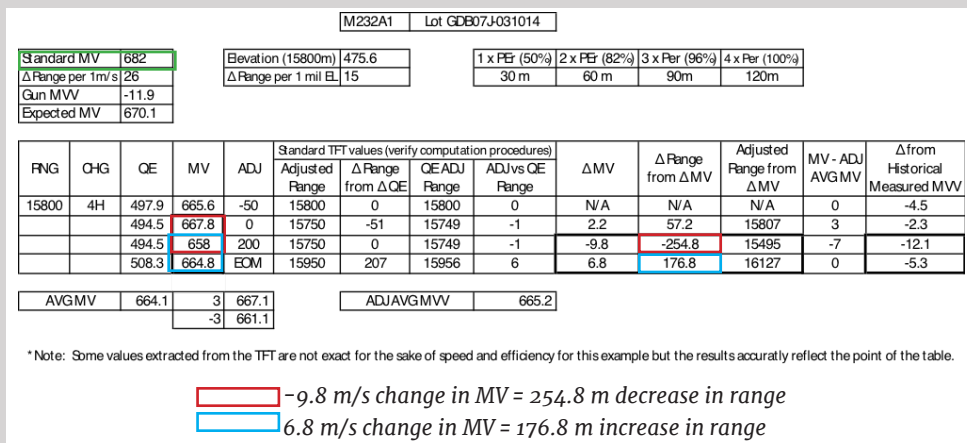 M232A1 Lot GDB07J-031014
Standard MV 682
Δ Range per 1m/s 26
Gun MVV -11.9
Expected MV 670.1
Elevation (15800m) 475.6
Δ Range per 1 mil EL 15
1 x PEr (50%) 2 x PEr (82%) 3 x Per (96%) 4 x Per (100%)
30 m 60 m 90m 120m
Standard TFT values (verify computation procedures)
RNG CHG QE MV ADJ Adjusted Range Δ Range from Δ QE QE ADJ Range ADJ vs QE Range Δ MV Δ Range from Δ MV Adjusted Range from Δ MV MV - ADJ AVG MV Δ from Historical Measured MVV
15800 4H 497.9 665.6 -50 15800 0 15800 0 N/A N/A N/A 0 -4.5
494.5 667.8 0 15750 -51 15749 -1 2.2 57.2 15807 3 -2.3
494.5 658 200 15750 0 15749 -1 -9.8 -254.8 15495 -7 -12.1
508.3 664.8 EOM 15950 207 15956 6 6.8 176.8 16127 0 -5.3
AVG MV 664.1 3 667.1
-3 661.1
ADJ AVG MVV 665.2
* Note: Some values extracted from the TFT are not exact for the sake of speed and efficiency for this example but the results accuratly reflect the point of the table.
-9.8 m/s change in MV = 254.8 m decrease in range
6.8 m/s change in MV = 176.8 m increase in range